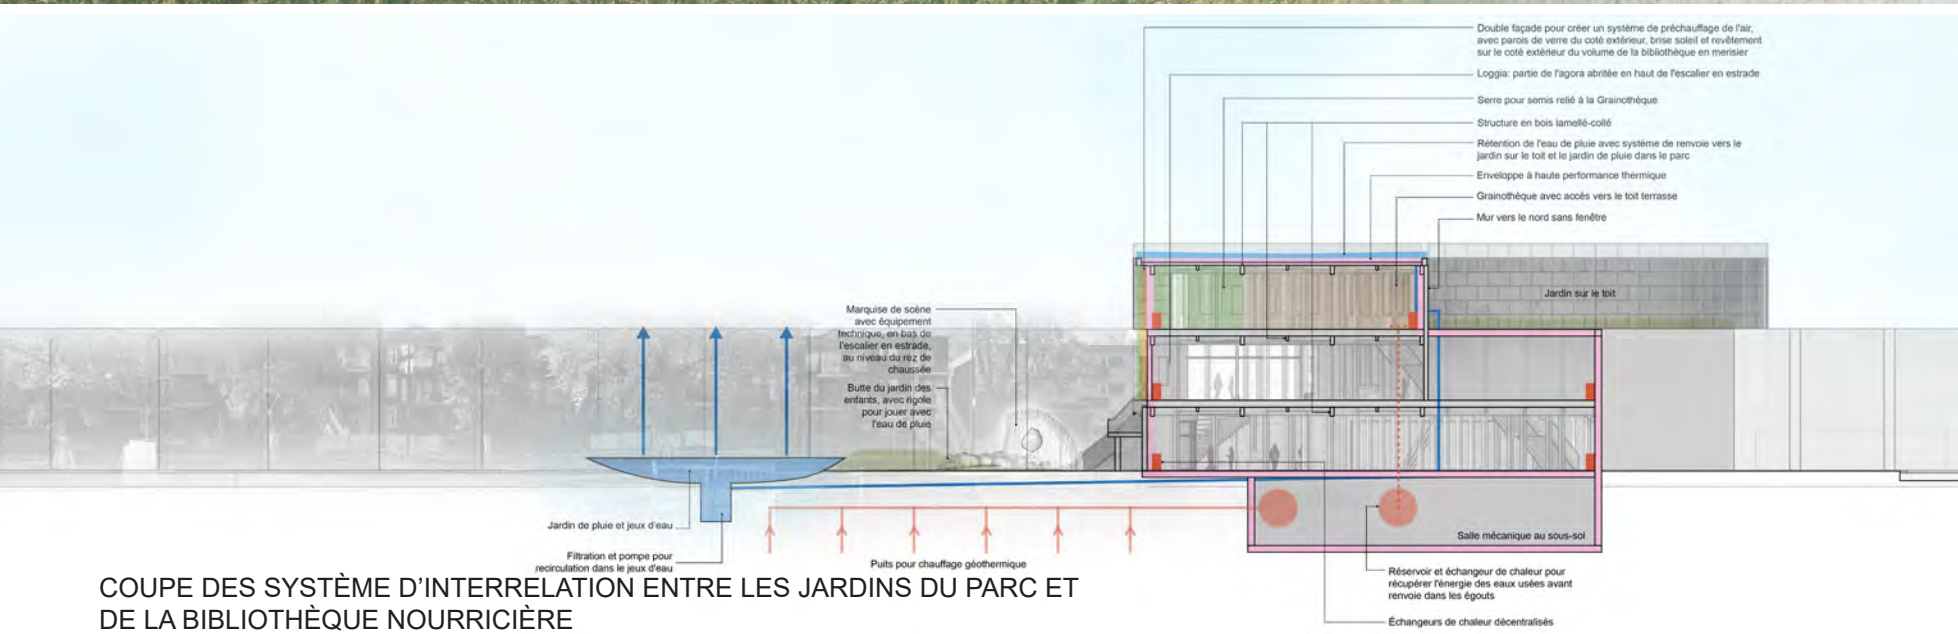 Double façade pour créer un système de préchauffage de l'air,
avec parois de verre du coté extérieur, brise soleil et revêtement
sur le coté extérieur du volume de la bibliothèque en merisier
Loggia: partie de l'agora abritée en haut de l'escalier en estrade
Serre pour semis relié à la Grainothèque
Structure en bois lamellé-collé
Rétention de l'eau de pluie avec système de renvoie vers le
jardin sur le toit et le jardin de pluie dans le parc
Enveloppe à haute performance thermique
Grainothèque avec accès vers le toit terrasse
Mur vers le nord sans fenêtre
Jardin sur le toit
Marquise de scène
avec équipement
technique, en bas de
l'escalier en estrade,
au niveau du rez de
chaussée
Butte du jardin des
enfants, avec rigole
pour jouer avec
l'eau de pluie
Jardin de pluie et jeux d'eau
Filtration et pompe pour
recirculation dans le jeux d'eau
Puits pour chauffage géothermique
Salle mécanique au sous-sol
Réservoir et échangeur de chaleur pour
récupérer l'énergie des eaux usées avant
renvoie dans les égouts
Échangeurs de chaleur décentralisés
COUPE DES SYSTÈME D'INTERRELATION ENTRE LES JARDINS DU PARC ET
DE LA BIBLIOTHÈQUE NOURRICIÈRE